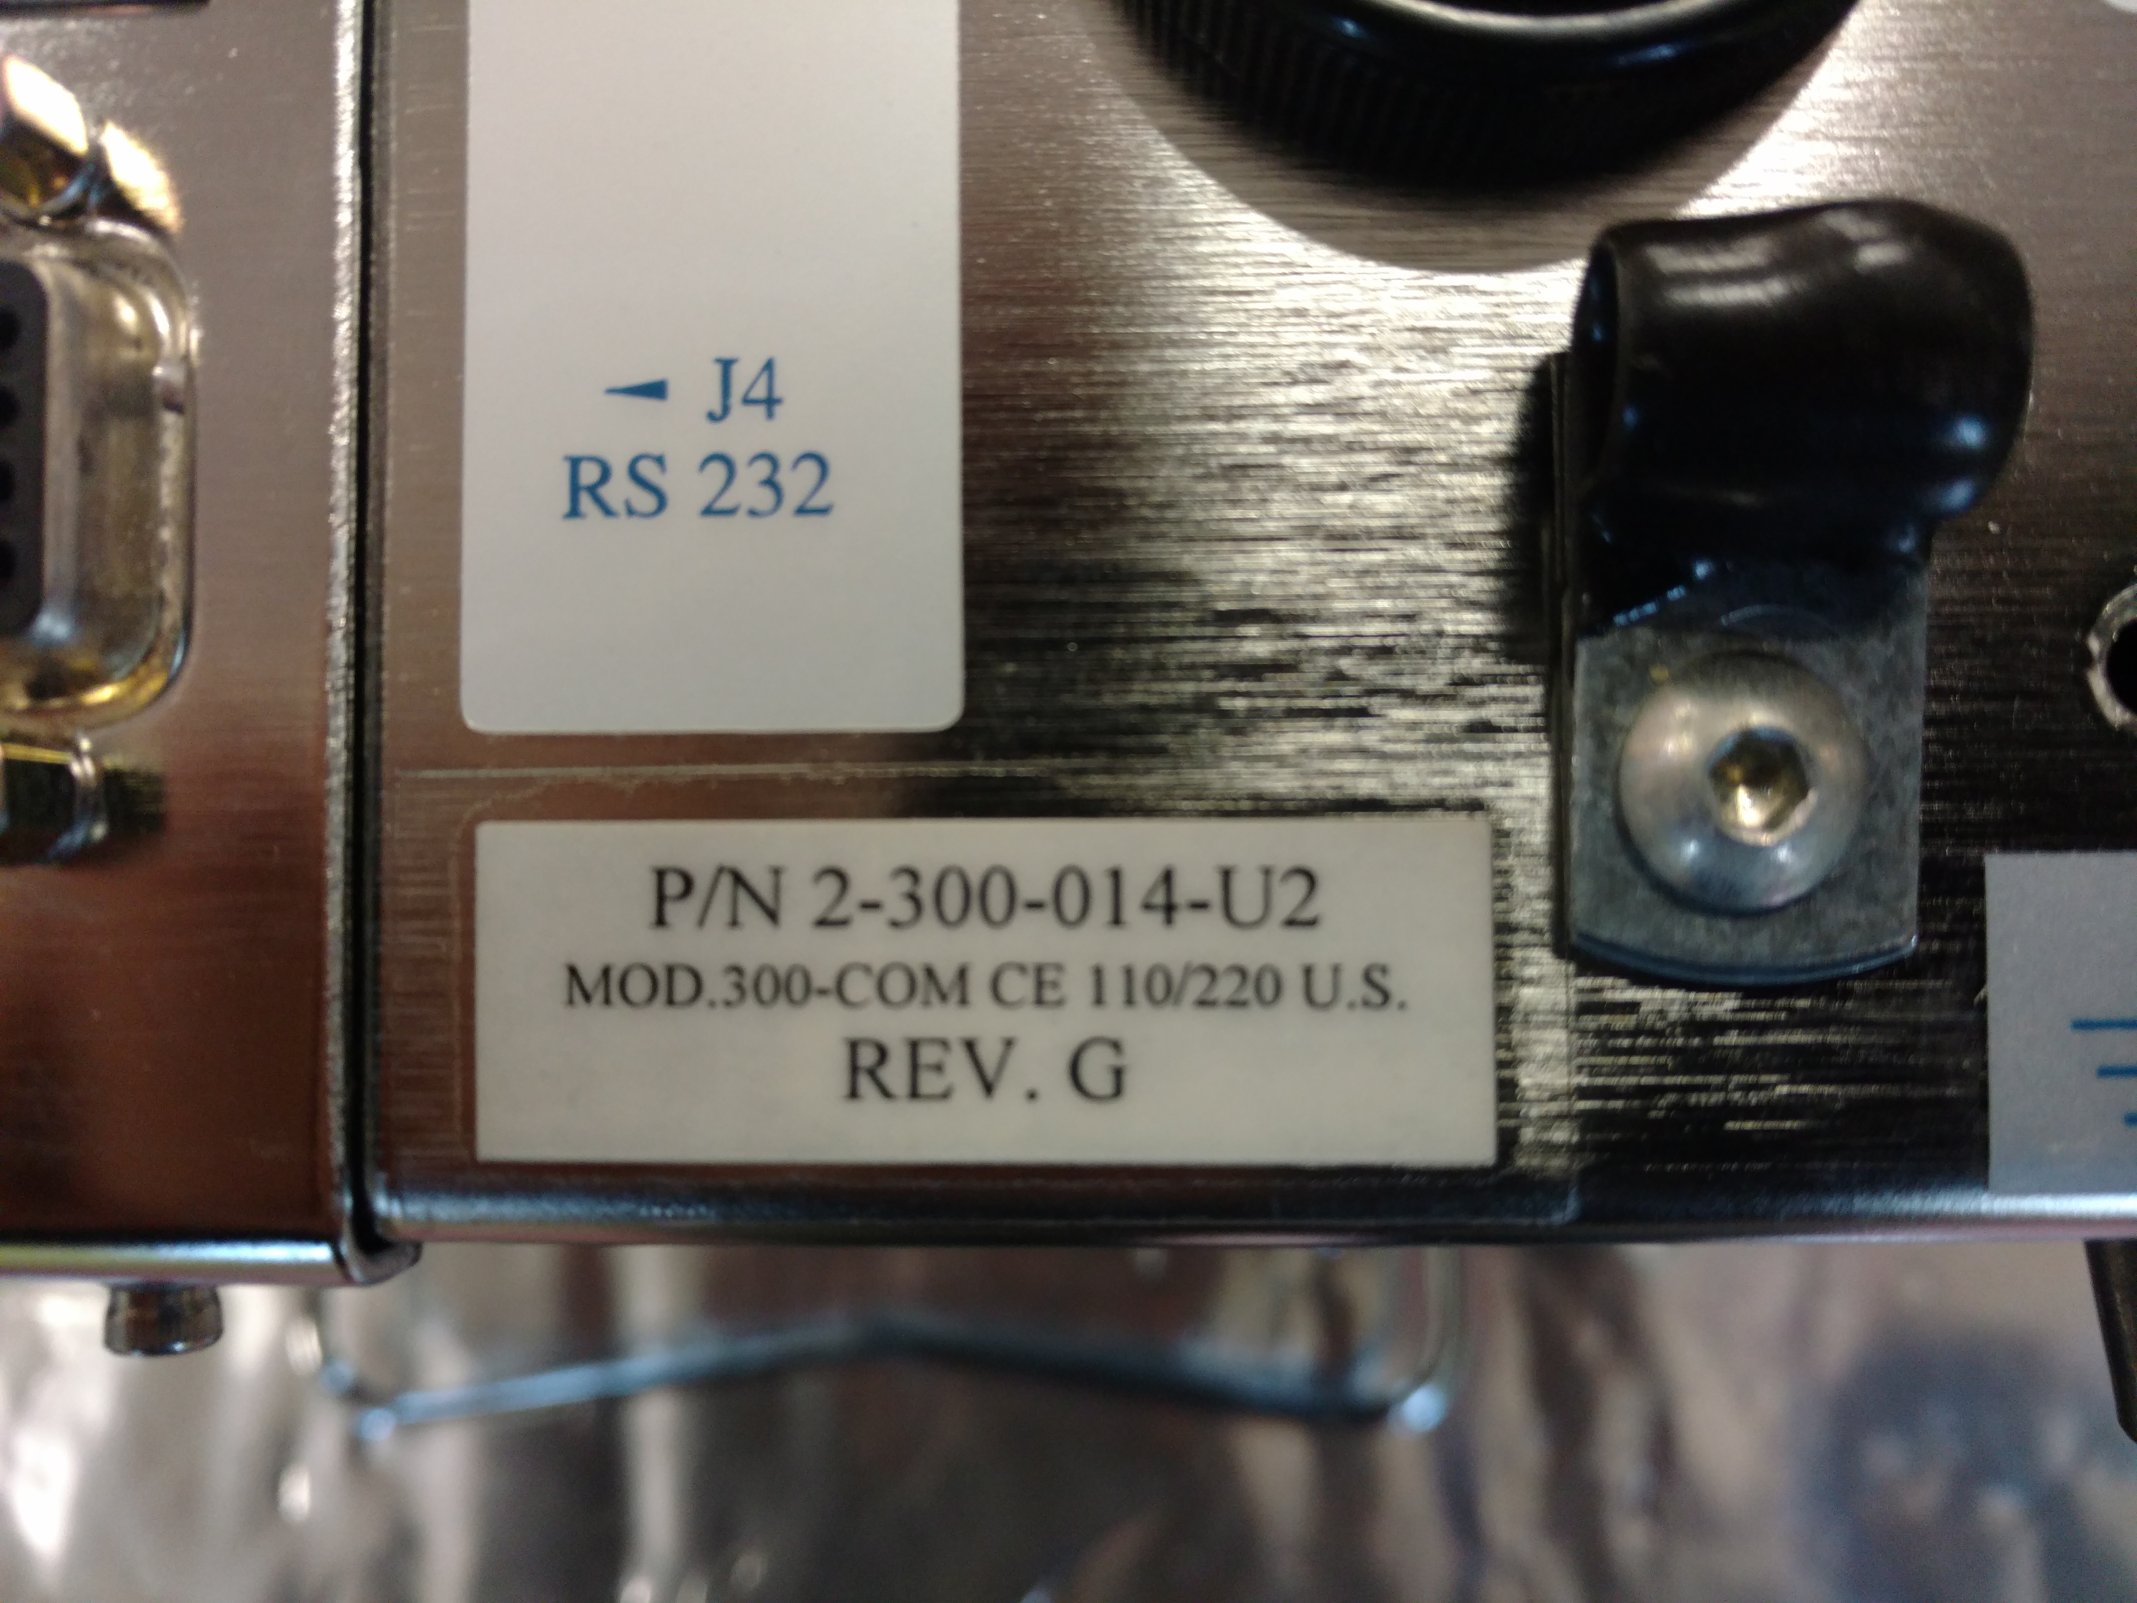 ◄ J4
RS 232
P/N 2-300-014-U2
MOD.300-COM CE 110/220 U.S.
REV. G